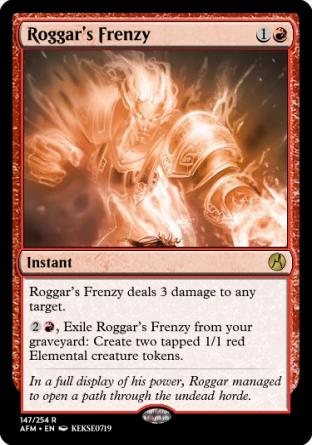 Roggar's Frenzy 1
Instant
Roggar's Frenzy deals 3 damage to any
target.
2, Exile Roggar's Frenzy from your
graveyard: Create two tapped 1/1 red
Elemental creature tokens.
In a full display of his power, Roggar managed
to open a path through the undead horde.
147/254 R
AFM • EN KEKSE0719